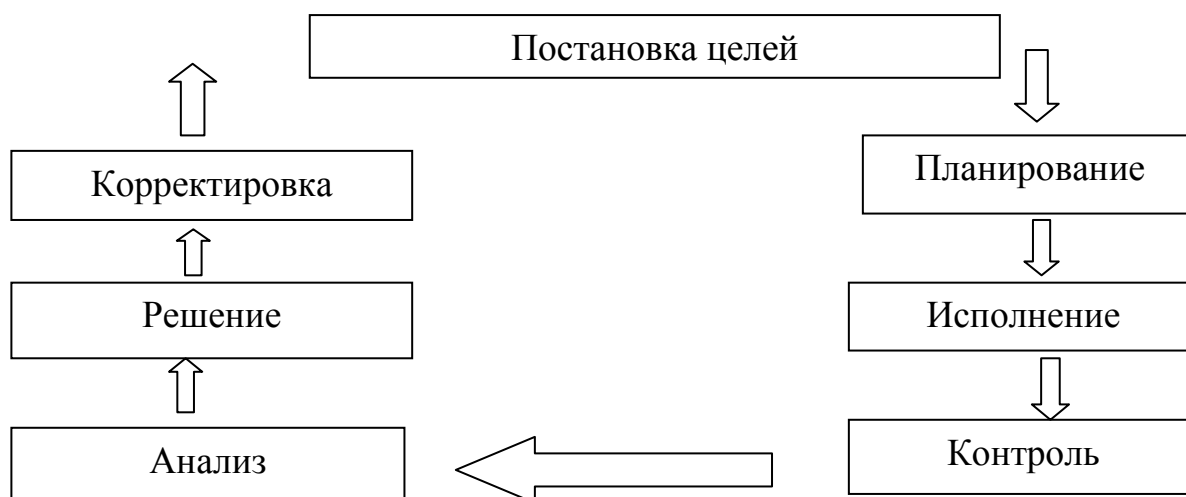 Постановка целей
Корректировка
Планирование
Решение
Исполнение
Анализ
Контроль